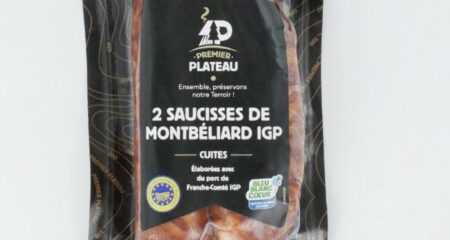 1P
PREMIER
PLATEAU
Ensemble, préservons
notre Terroir !
2 SAUCISSES DE
MONTBÉLIARD IGP
CUITES
Élaborées avec
du porc de
Franche-Comté IGP
BLEU
BLANC
CŒUR